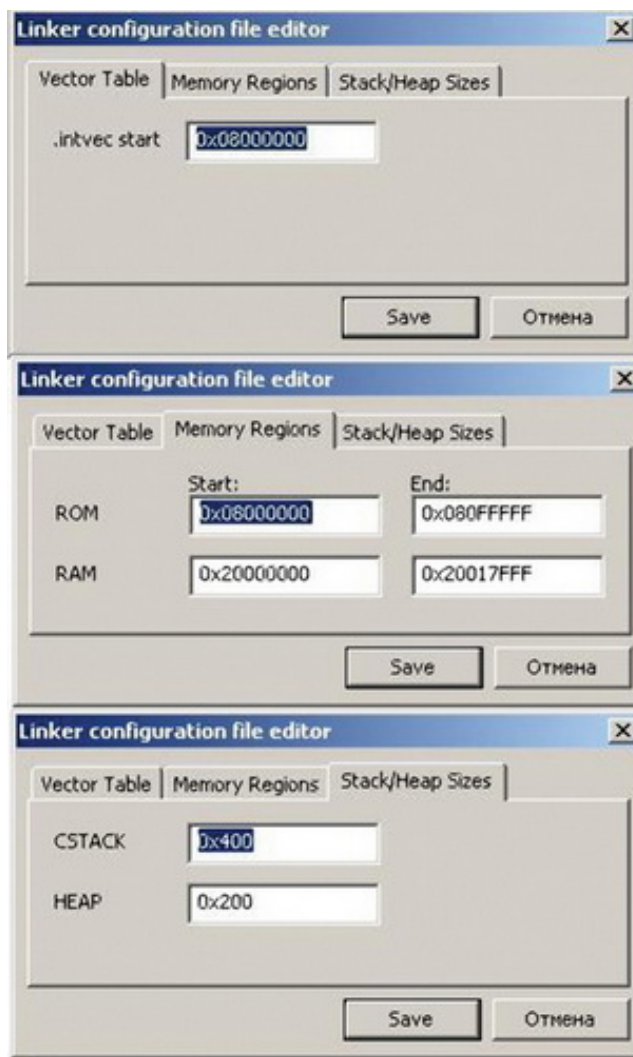 Linker configuration file editor
Vector Table Memory Regions Stack/Heap Sizes
.intvec start 0x08000000
Save Отмена
Linker configuration file editor
Vector Table Memory Regions Stack/Heap Sizes
Start: End:
ROM 0x08000000 0x080FFFFF
RAM 0x20000000 0x20017FFF
Save Отмена
Linker configuration file editor
Vector Table Memory Regions Stack/Heap Sizes
CSTACK 0x400
HEAP 0x200
Save Отмена